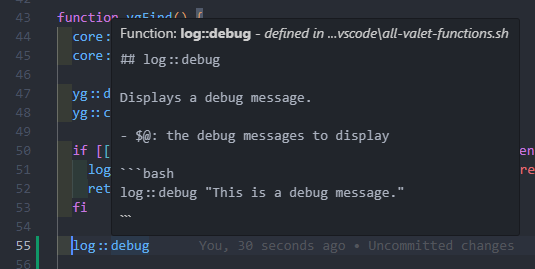 43 function ygFind() {
44 core:
45 core:
46
47 yg::d
48 yg::c
49
50 if [[ en
51 log re
52 ret
53 fi
54
55 log::debug You, 30 seconds ago • Uncommitted changes
56
Function: log::debug - defined in ...vscode\all-valet-functions.sh
## log::debug
Displays a debug message.
- $@: the debug messages to display
```bash
log::debug "This is a debug message."
```